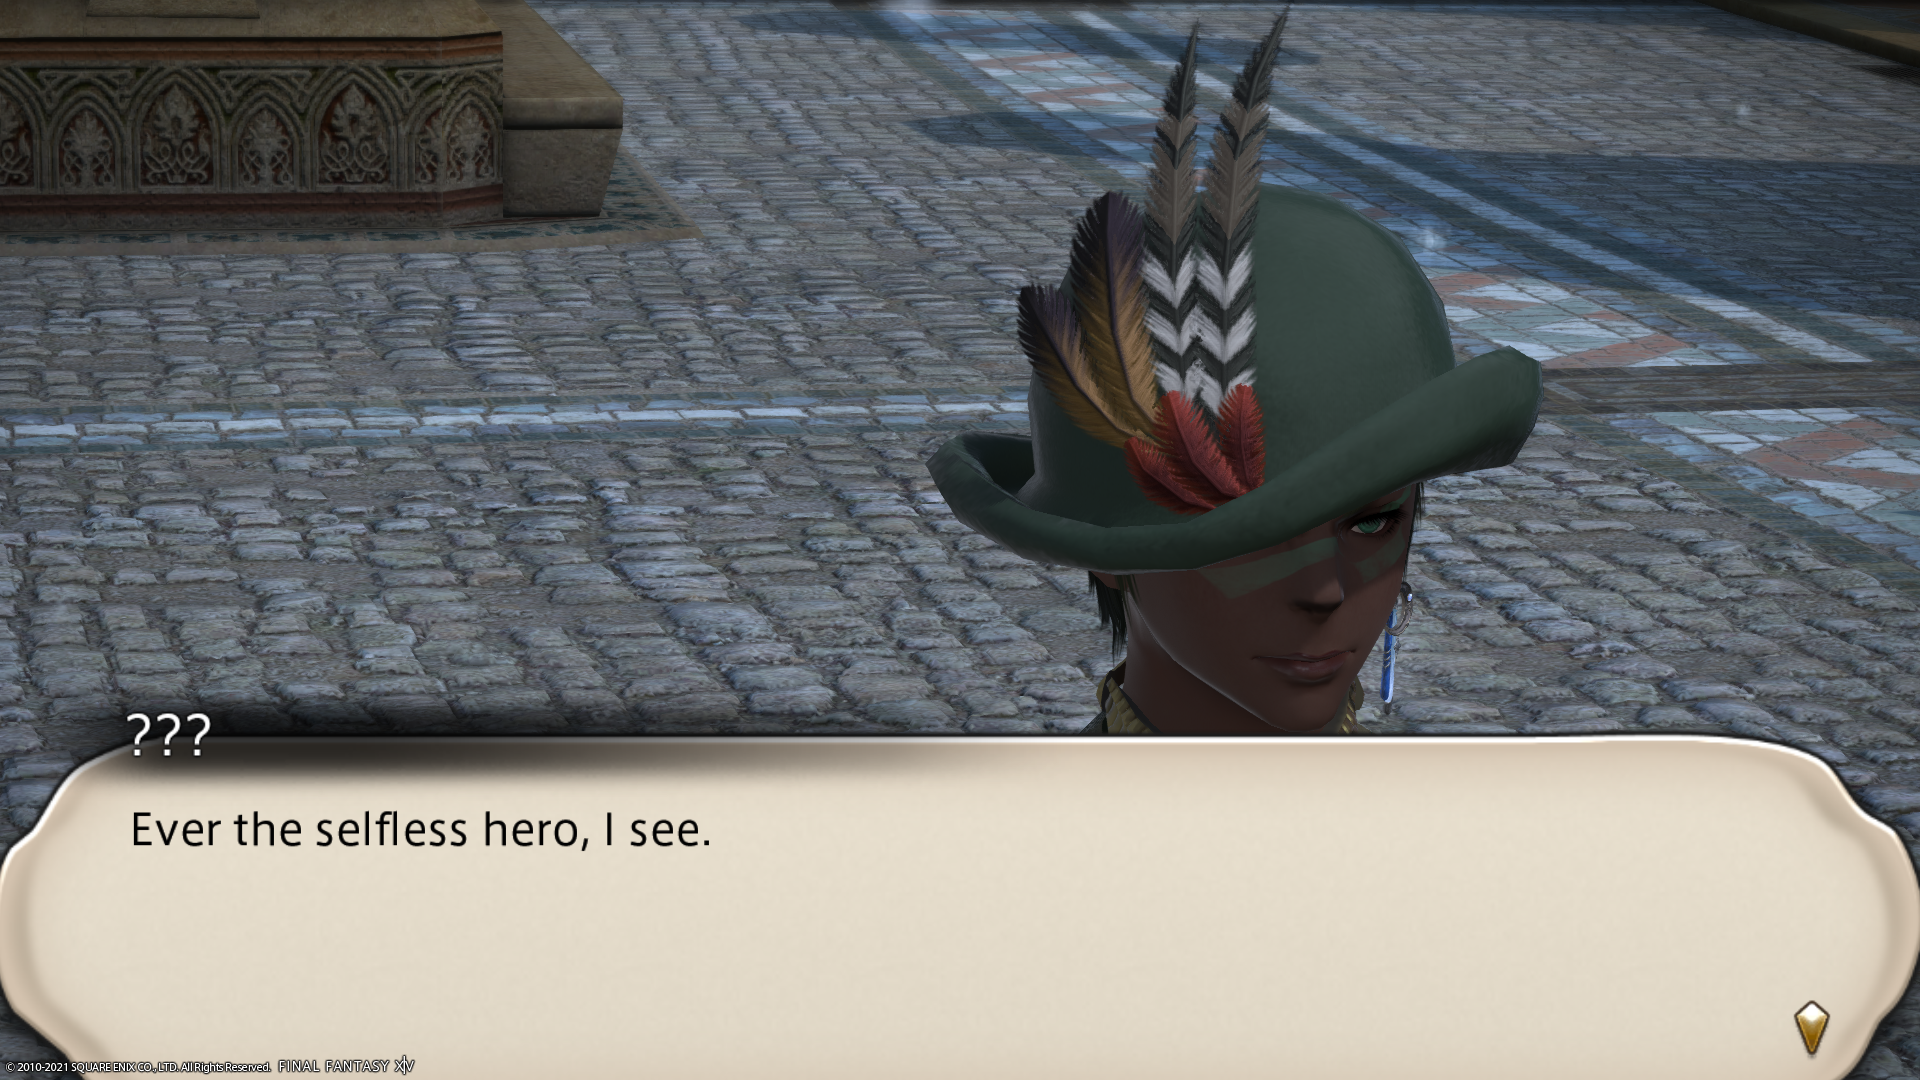 ???
Ever the selfless hero, I see.
© 2010-2021 SQUARE ENIX CO., LTD. All Rights Reserved. FINAL FANTASY XIV